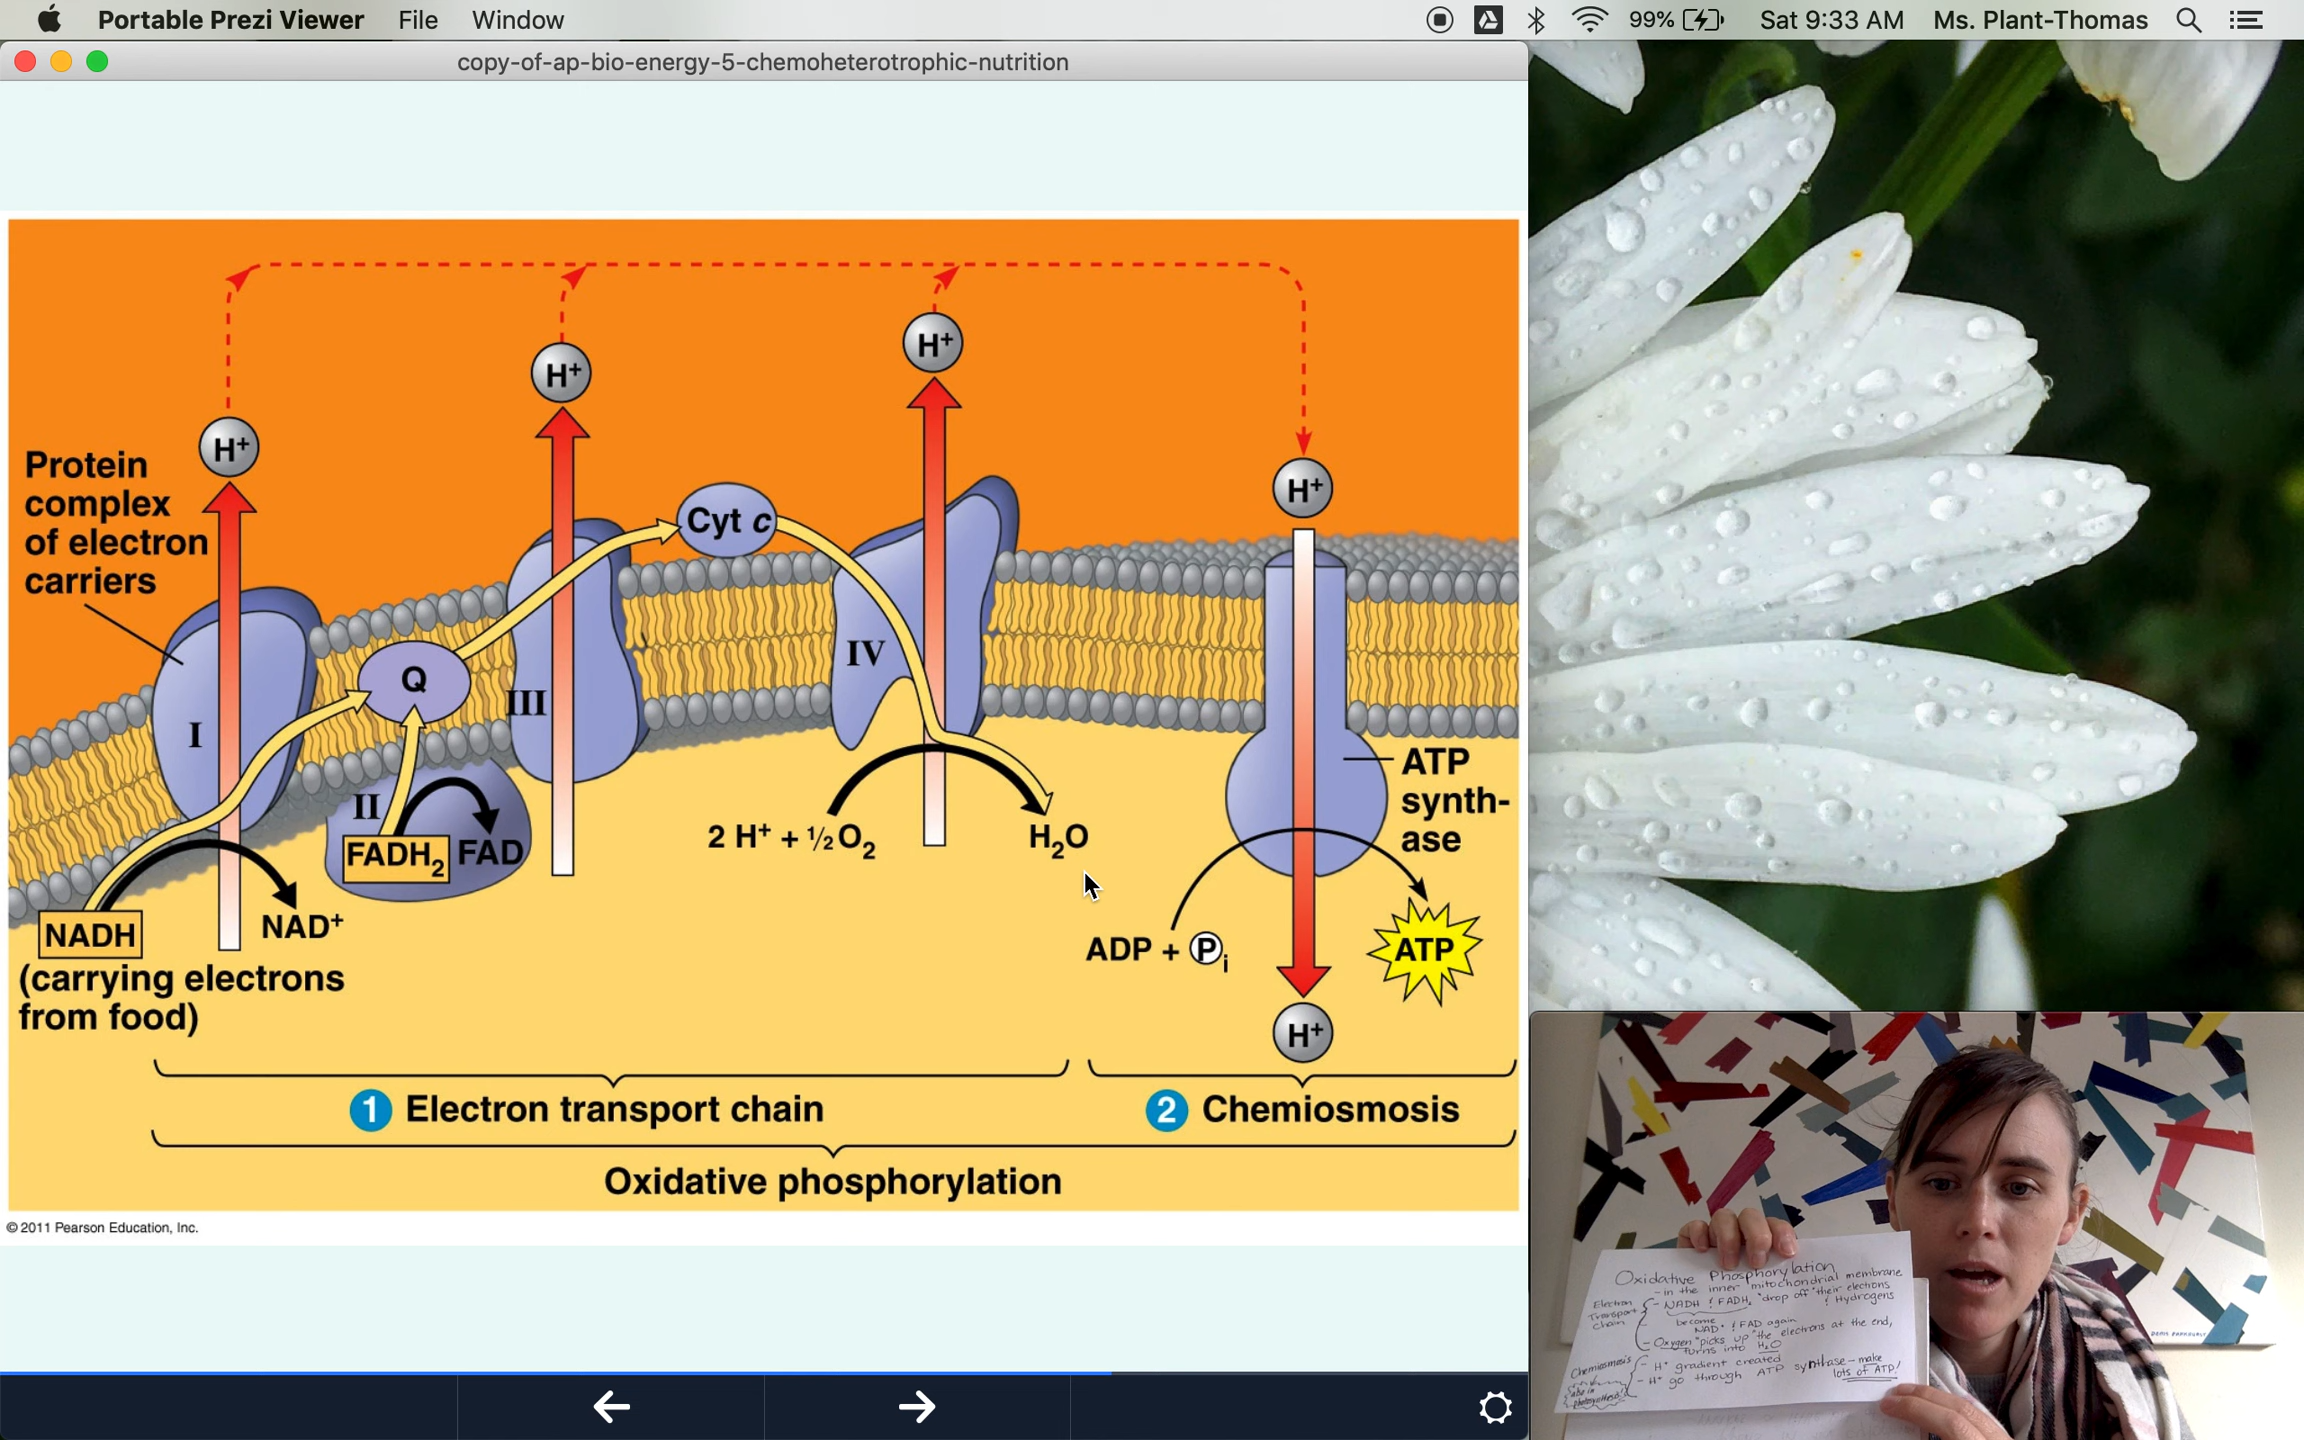 Portable Prezi Viewer File Window 99% Sat 9:33 AM Ms. Plant-Thomas
copy-of-ap-bio-energy-5-chemoheterotrophic-nutrition
H+
H+
H+
H+
Protein
complex
of electron
carriers
Cyt c
Q
I
II
III
IV
FADH2 FAD
NADH NAD+
(carrying electrons
from food)
2 H+ + ½ O2 H2O
ATP
synth-
ase
ADP + Pi ATP
H+
1 Electron transport chain
2 Chemiosmosis
Oxidative phosphorylation
© 2011 Pearson Education, Inc.
Oxidative Phosphorylation
- in the inner mitochondrial membrane
Electron
Transport
Chain
- NADH & FADH2 "drop off" their electrons
& Hydrogens
become
NAD+ & FAD again
- Oxygen "picks up" the electrons at the end,
turns into H2O
Chemiosmosis
- H+ gradient created
- H+ go through ATP synthase - make
lots of ATP!
also in
photosynthesis